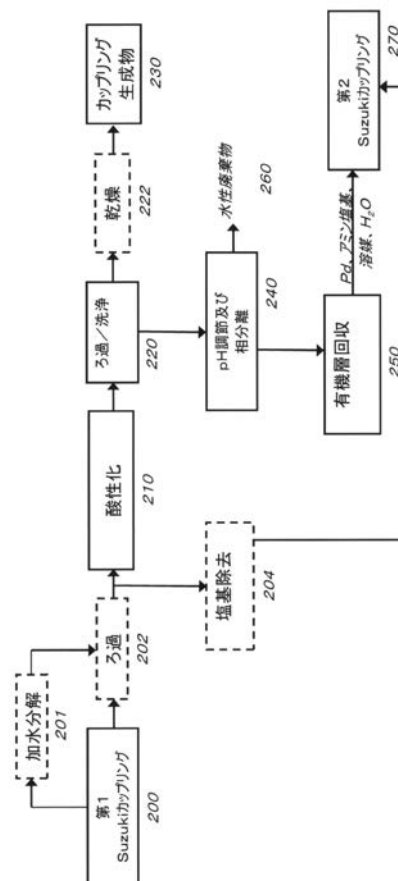 加水分解
201
第1
Suzukiカップリング
200
ろ過
202
塩基除去
204
酸性化
210
ろ過／洗浄
220
乾燥
222
カップリング
生成物
230
pH調節及び
相分離
240
水性廃棄物
260
有機層回収
250
Pd、アミン塩基、
溶媒、H₂O
第2
Suzukiカップリング
270